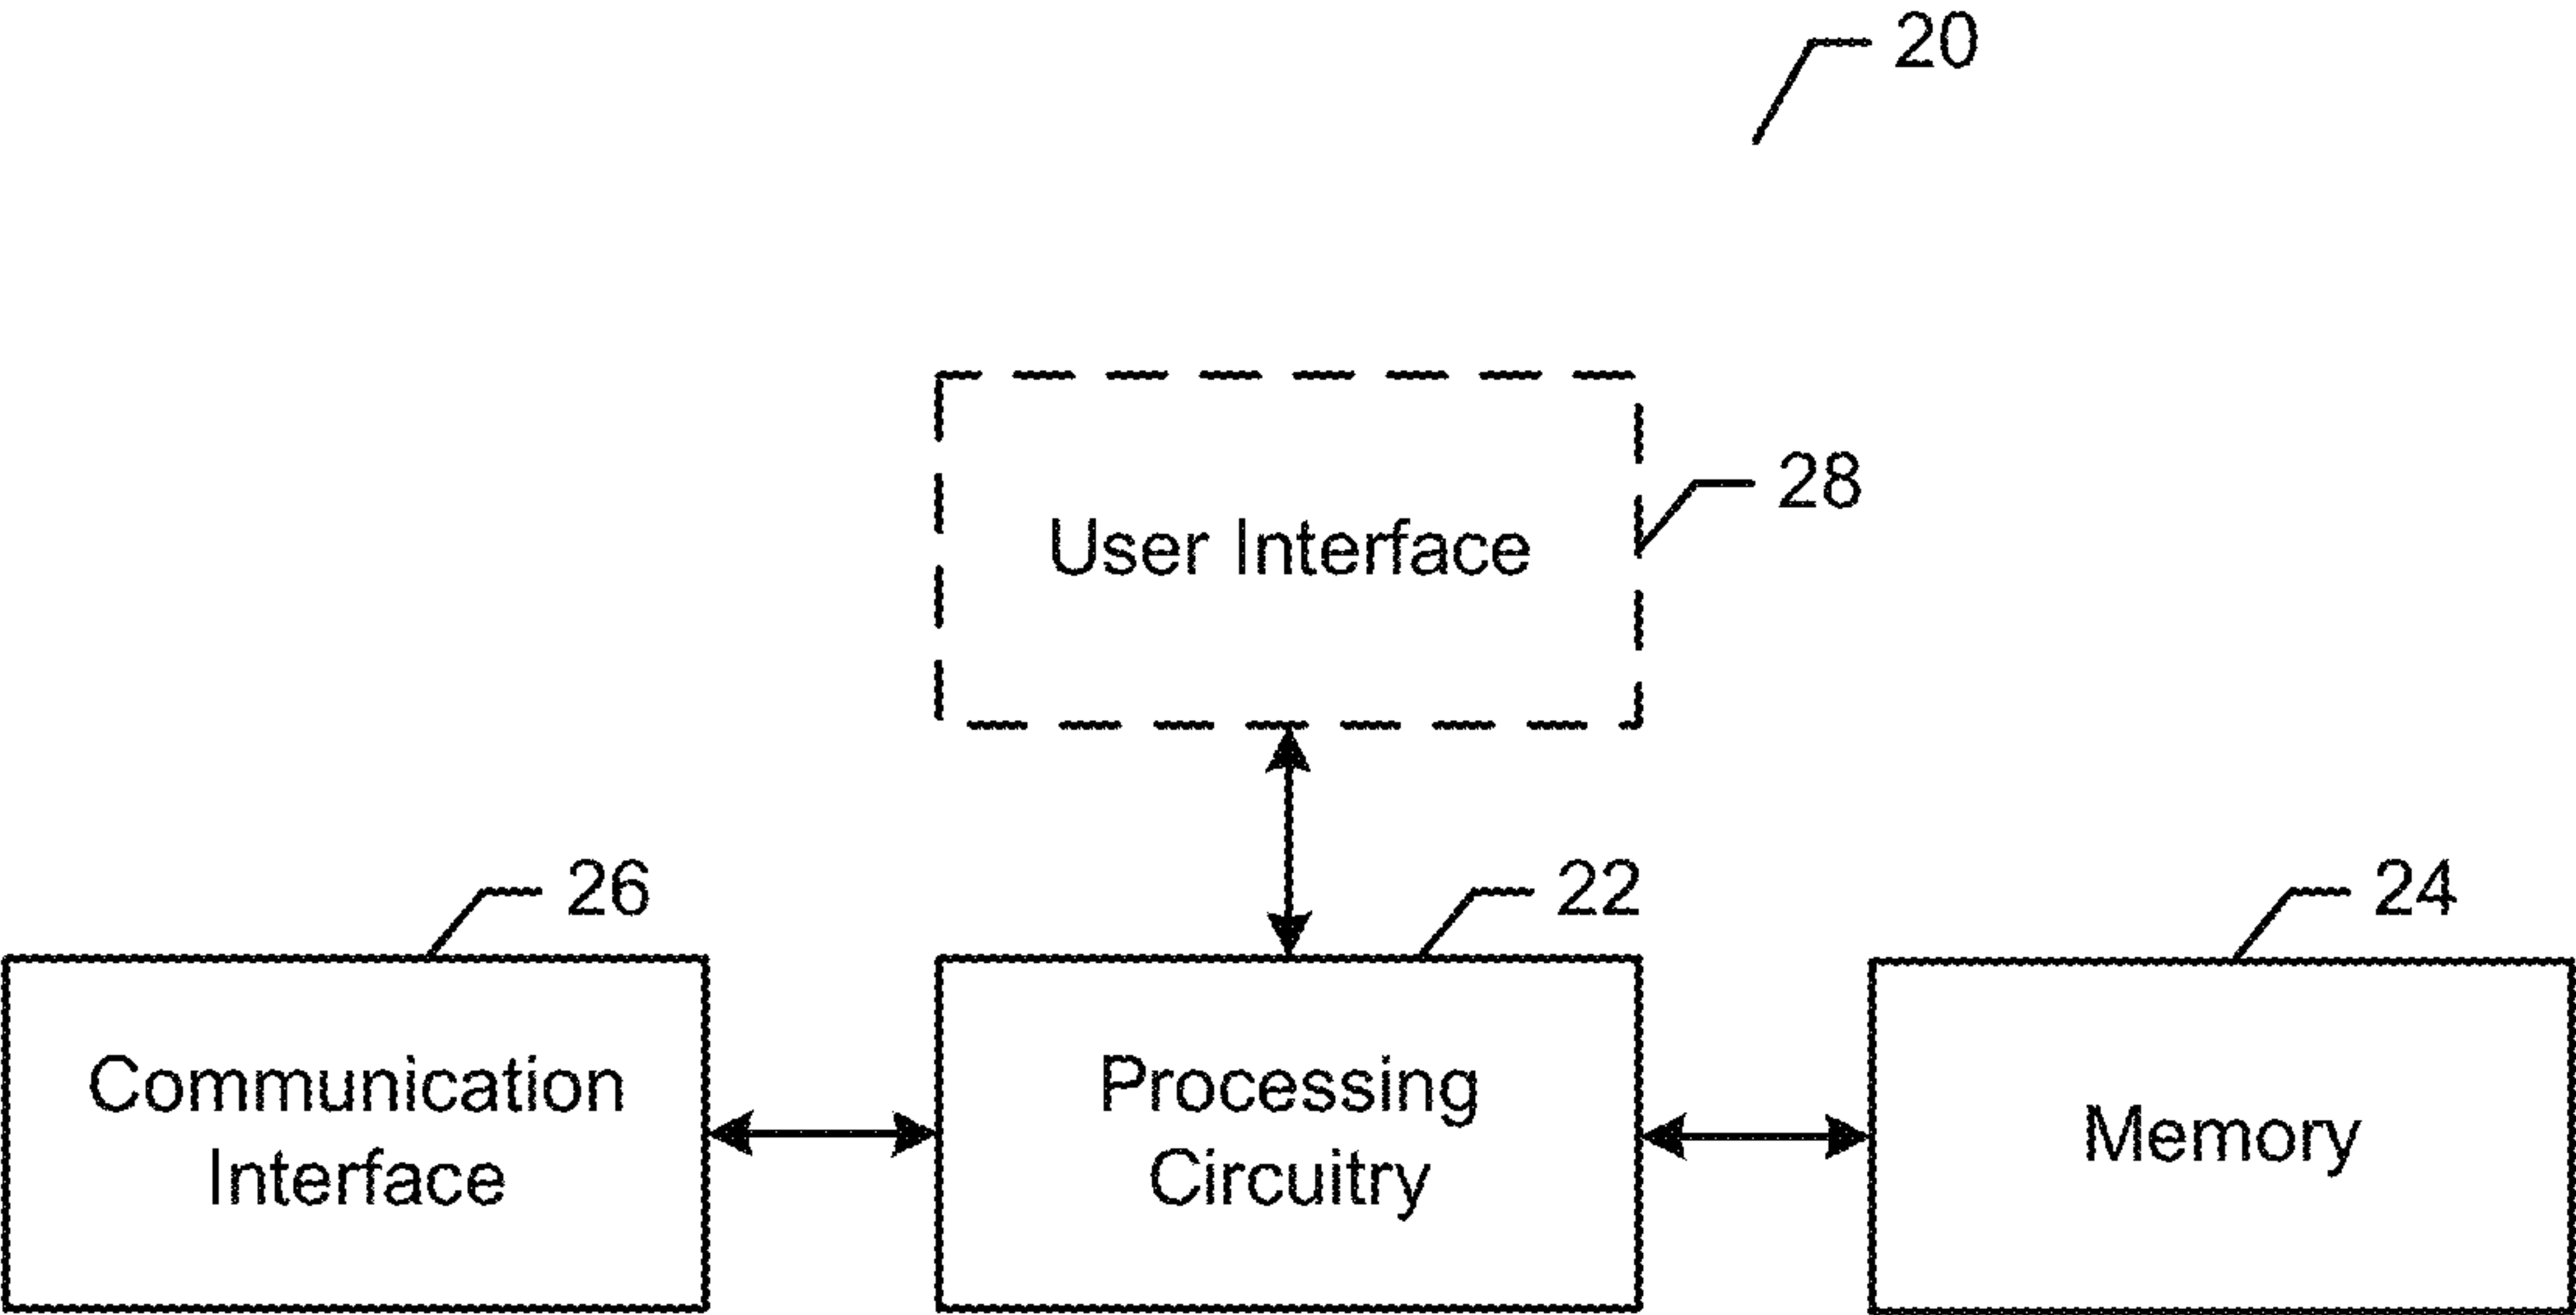 20
User Interface
28
26
22
24
Communication
Interface
Processing
Circuitry
Memory